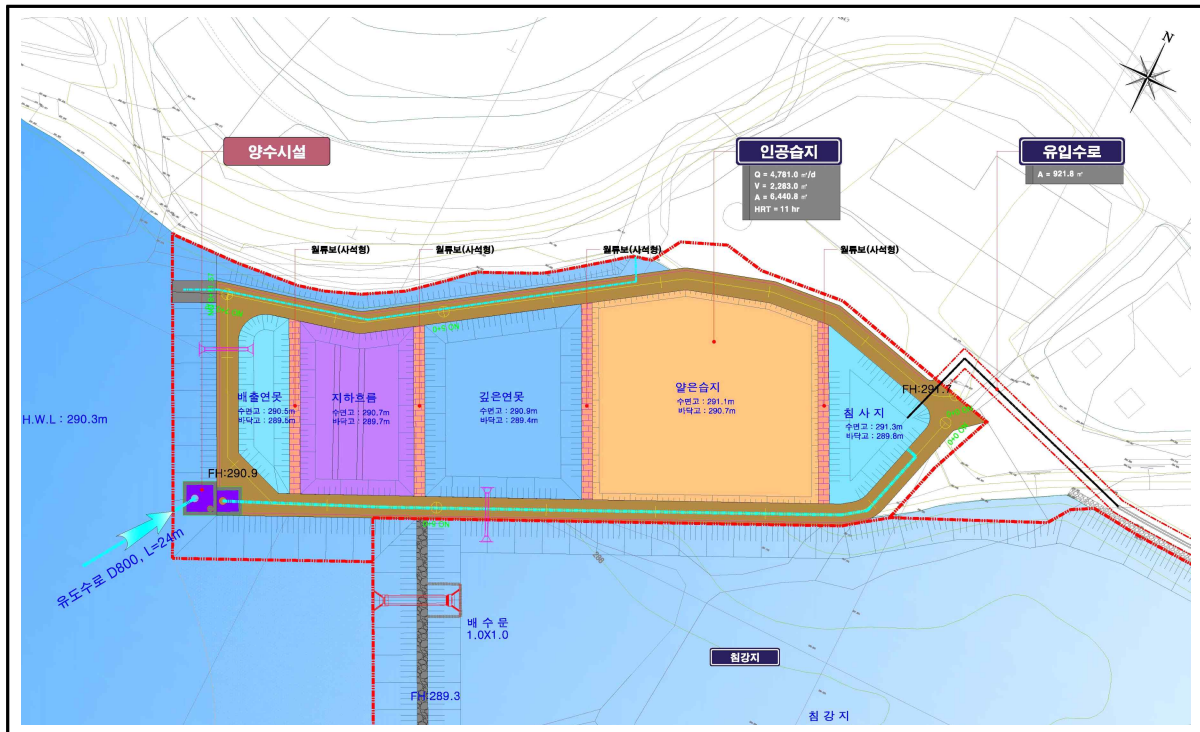 N
양수시설
인공습지
유입수로
Q = 4,781.0 ㎥/d
V = 2,283.0 ㎥
A = 6,440.8 ㎡
HRT = 11 hr
A = 921.8 ㎡
월류보(사석형)
월류보(사석형)
월류보(사석형)
월류보(사석형)
배출연못
수면고 : 290.5m
바닥고 : 289.5m
지하흐름
수면고 : 290.7m
바닥고 : 289.7m
깊은연못
수면고 : 290.9m
바닥고 : 289.4m
얕은습지
수면고 : 291.1m
바닥고 : 290.7m
침 사 지
수면고 : 291.3m
바닥고 : 289.8m
FH:291.7
H.W.L : 290.3m
FH:290.9
유도수로 D800, L=24m
배 수 문
1.0X1.0
288
침강지
FH:289.3
침 강 지